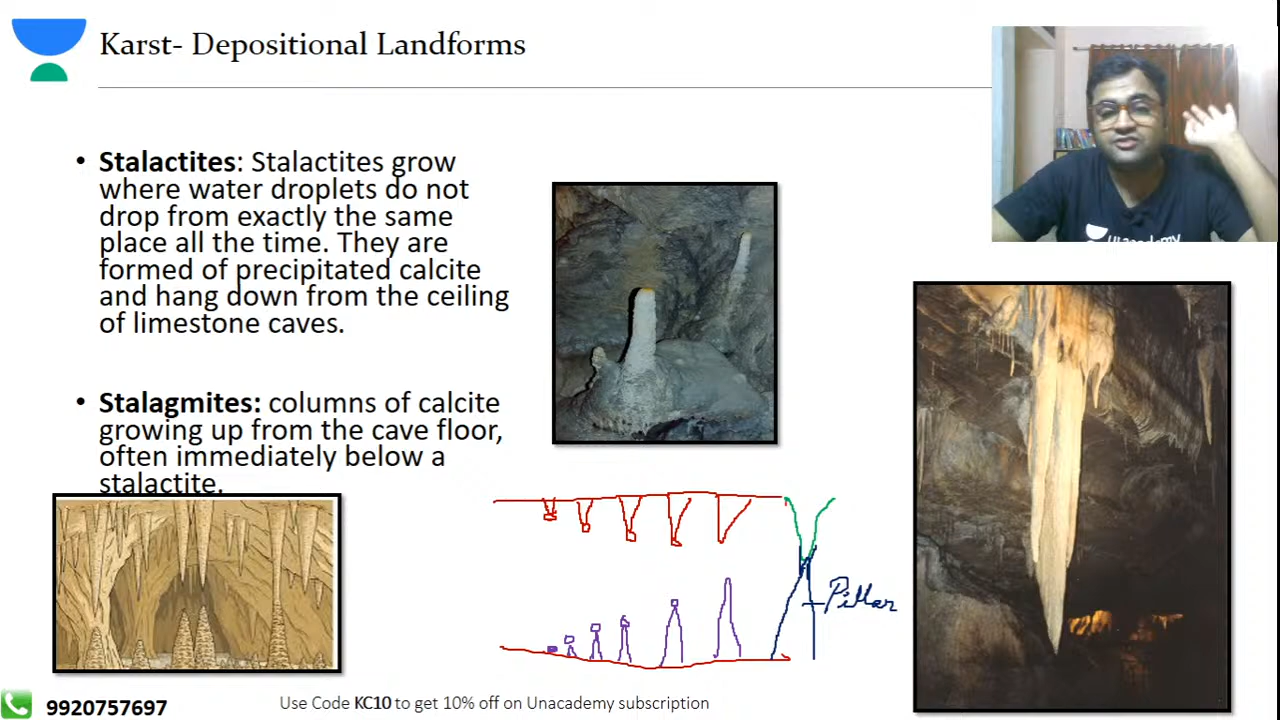 Karst- Depositional Landforms
• Stalactites: Stalactites grow
where water droplets do not
drop from exactly the same
place all the time. They are
formed of precipitated calcite
and hang down from the ceiling
of limestone caves.
• Stalagmites: columns of calcite
growing up from the cave floor,
often immediately below a
stalactite.
Pillar
unacademy
9920757697
Use Code KC10 to get 10% off on Unacademy subscription